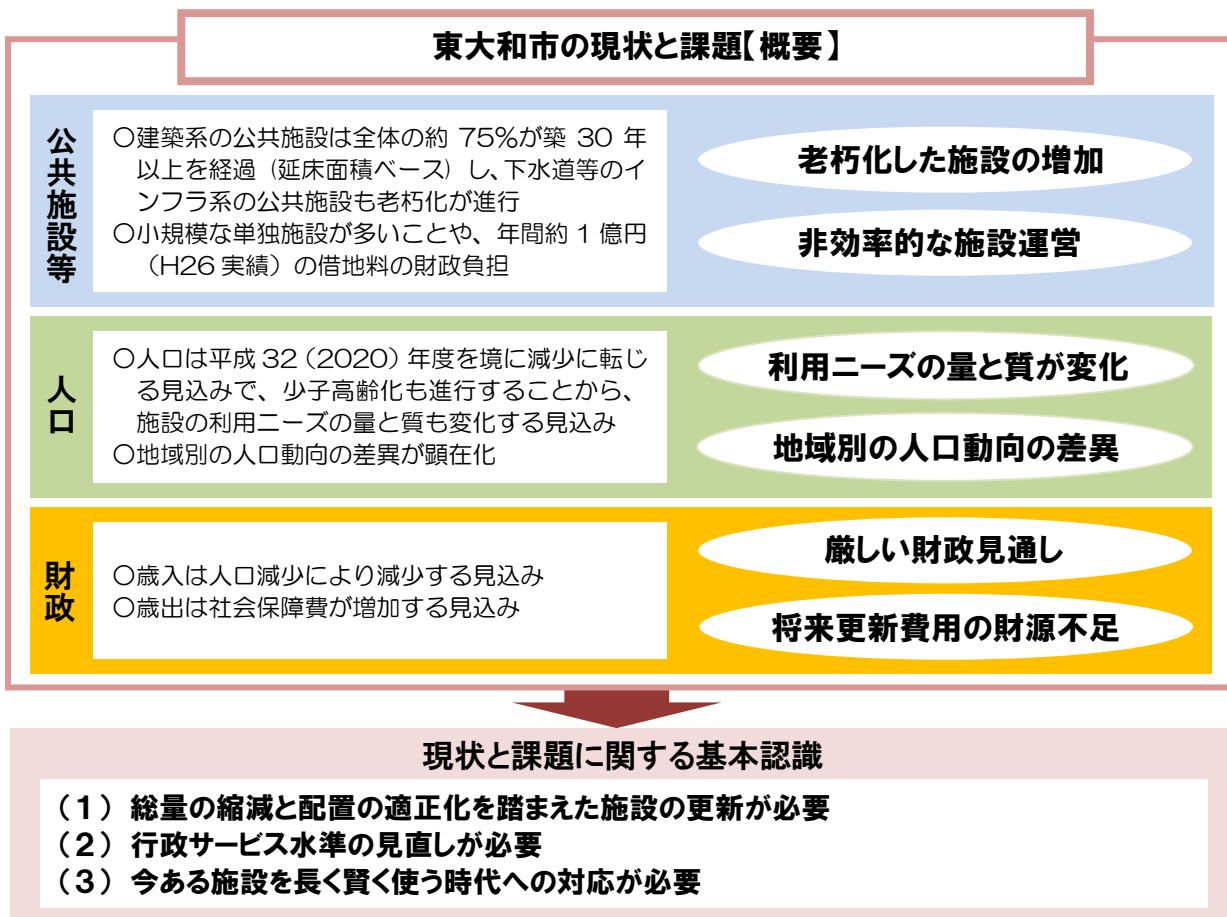 東大和市の現状と課題【概要】
公共施設等
〇建築系の公共施設は全体の約 75%が築 30 年
以上を経過（延床面積ベース）し、下水道等のイ
ンフラ系の公共施設も老朽化が進行
〇小規模な単独施設が多いことや、年間約 1 億円
（H26 実績）の借地料の財政負担
老朽化した施設の増加
非効率的な施設運営
人口
〇人口は平成 32（2020）年度を境に減少に転じ
る見込みで、少子高齢化も進行することから、
施設の利用ニーズの量と質も変化する見込み
〇地域別の人口動向の差異が顕在化
利用ニーズの量と質が変化
地域別の人口動向の差異
財政
〇歳入は人口減少により減少する見込み
〇歳出は社会保障費が増加する見込み
厳しい財政見通し
将来更新費用の財源不足
現状と課題に関する基本認識
（1） 総量の縮減と配置の適正化を踏まえた施設の更新が必要
（2） 行政サービス水準の見直しが必要
（3） 今ある施設を長く賢く使う時代への対応が必要